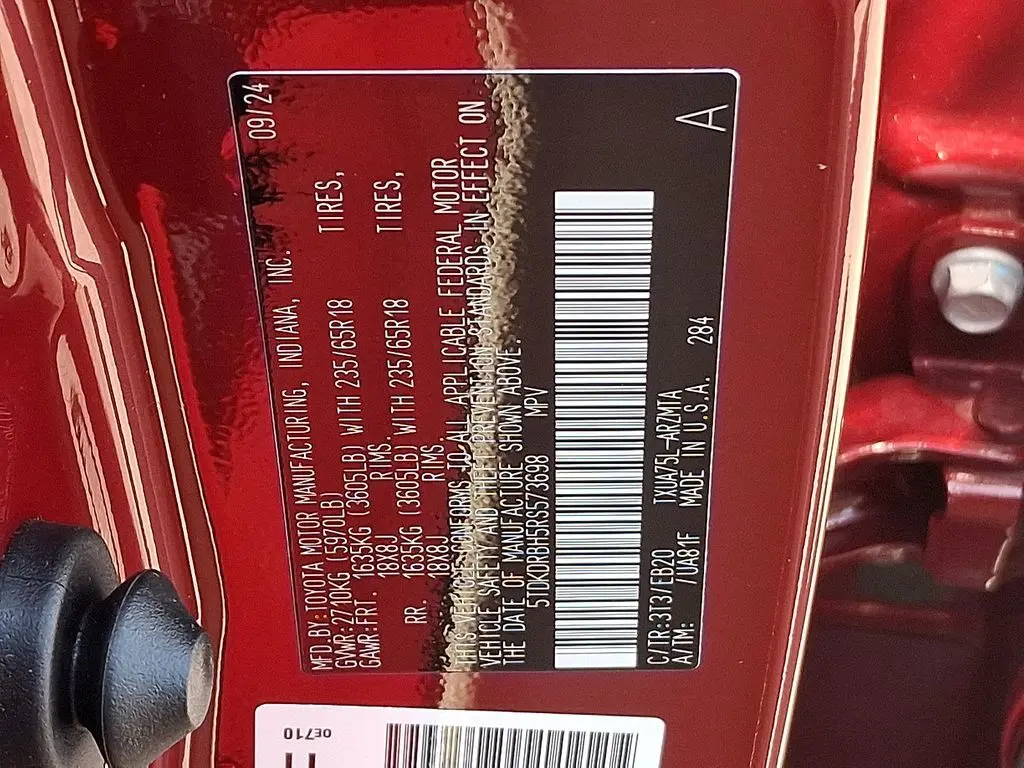 MFD.BY:TOYOTA MOTOR MANUFACTURING, INDIANA, INC. 09/24
GVWR:2710KG (5970LB)
GAWR:FRT. 1635KG (3605LB) WITH 235/65R18 TIRES,
18X8J RIMS.
RR. 1635KG (3605LB) WITH 235/65R18 TIRES,
18X8J RIMS.
THIS VEHICLE CONFORMS TO ALL APPLICABLE FEDERAL MOTOR
VEHICLE SAFETY AND THEFT PREVENTION STANDARDS IN EFFECT ON
THE DATE OF MANUFACTURE SHOWN ABOVE.
5TDKDRBH5RS573698 MPV
C/TR:3T3/EB20 TXUA75L-ARZMTA
A/TM: /UA81F MADE IN U.S.A. 284
A
0E710